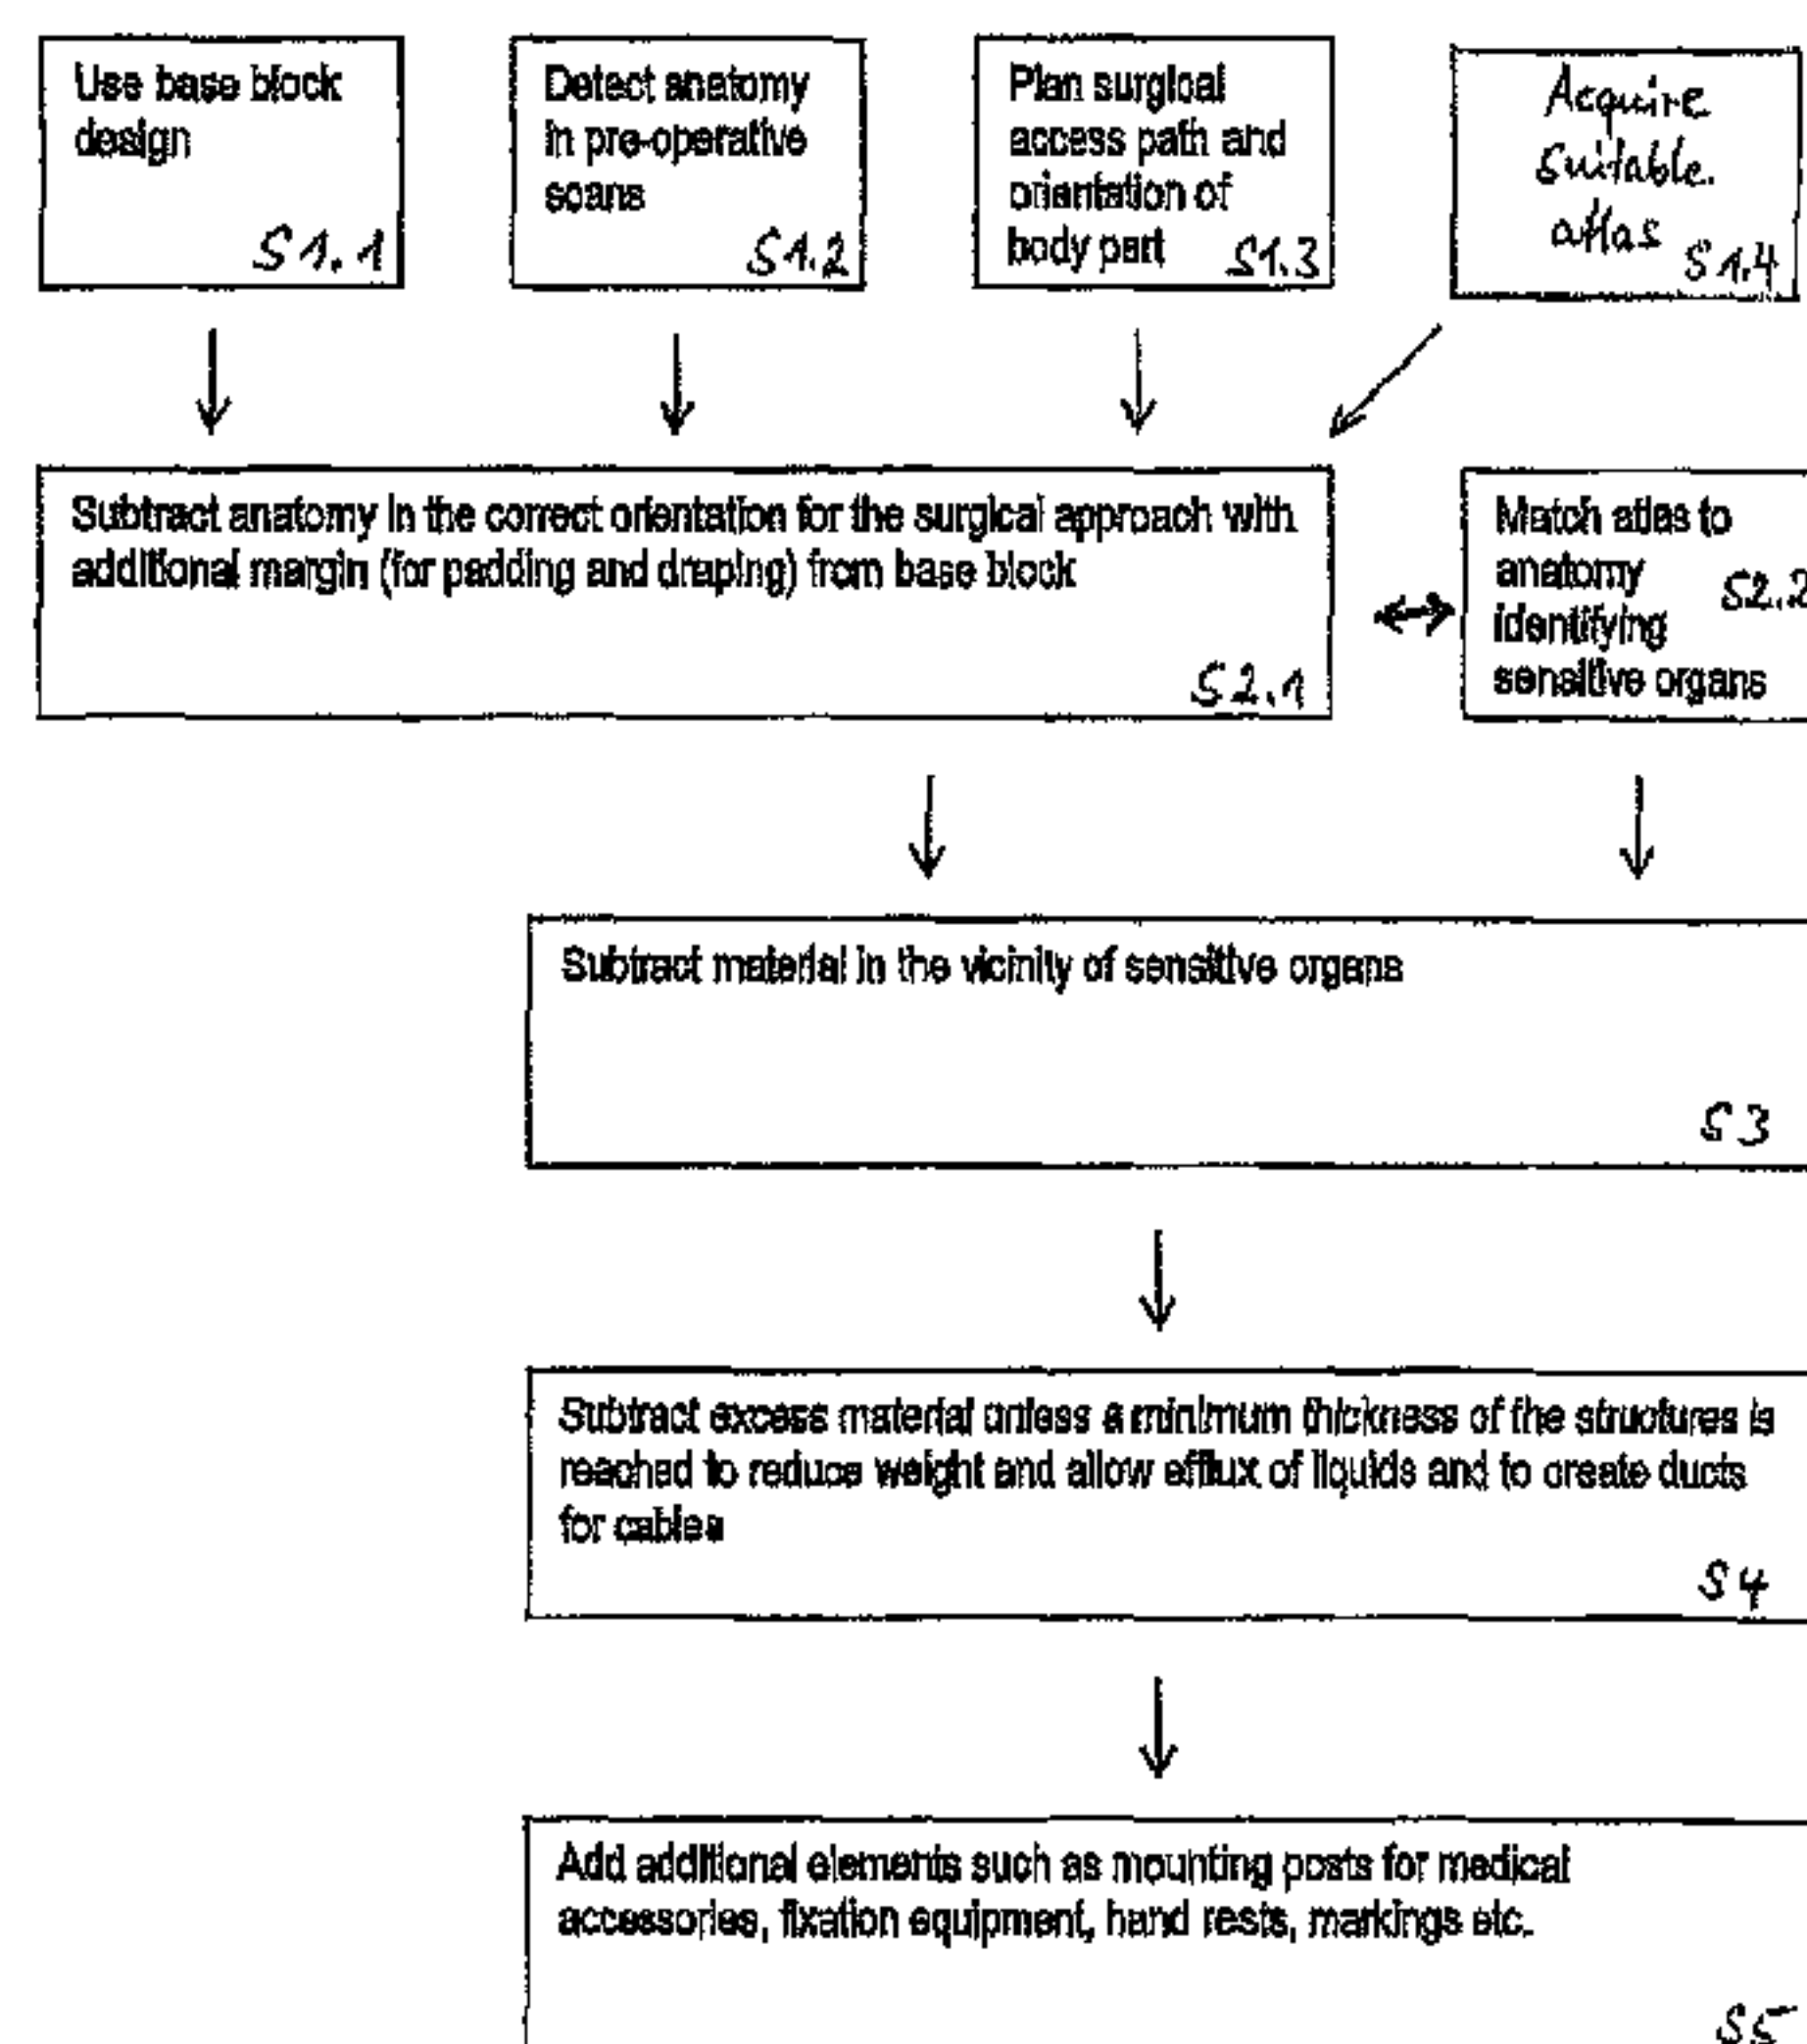 Use base block
design
S1.1
Detect anatomy
in pre-operative
scans
S1.2
Plan surgical
access path and
orientation of
body part S1.3
Acquire
suitable
atlas S1.4
Subtract anatomy in the correct orientation for the surgical approach with
additional margin (for padding and draping) from base block
S2.1
Match atlas to
anatomy S2.2
identifying
sensitive organs
Subtract material in the vicinity of sensitive organs
S3
Subtract excess material unless a minimum thickness of the structures is
reached to reduce weight and allow efflux of liquids and to create ducts
for cables
S4
Add additional elements such as mounting posts for medical
accessories, fixation equipment, hand rests, markings etc.
S5